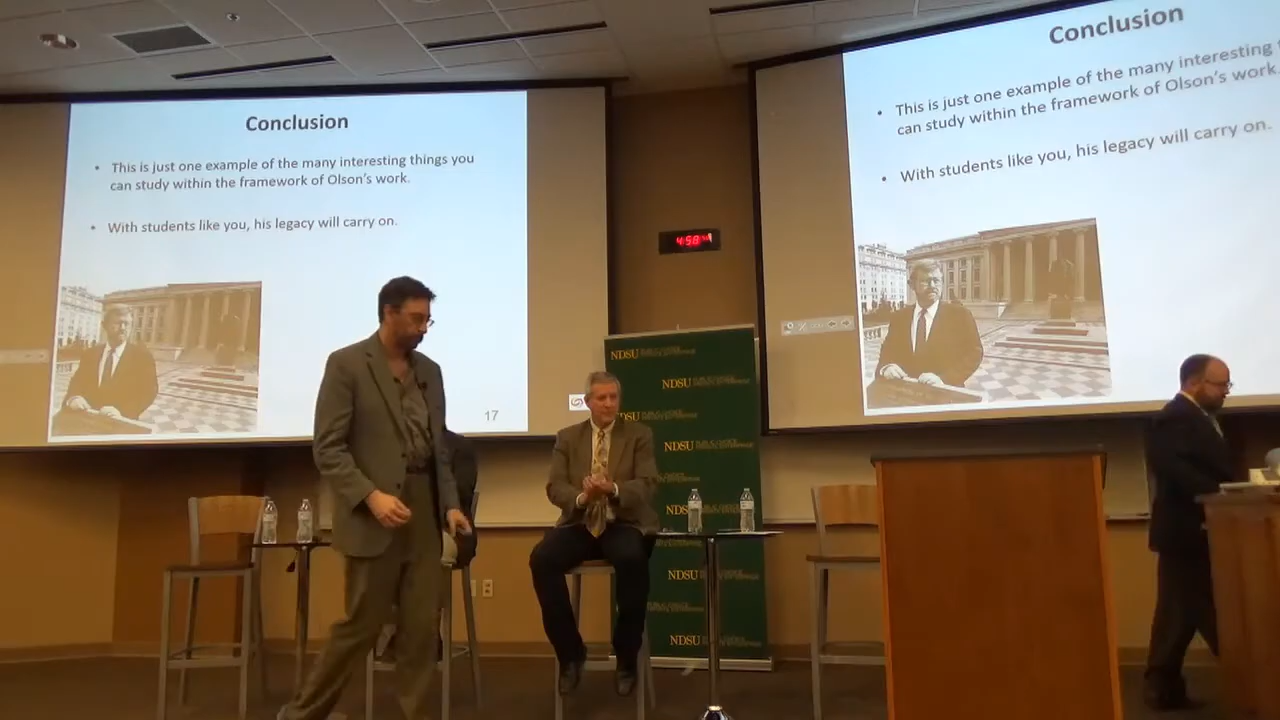 Conclusion
• This is just one example of the many interesting things you
can study within the framework of Olson's work.
• With students like you, his legacy will carry on.
17
Conclusion
• This is just one example of the many interesting
can study within the framework of Olson's work.
• With students like you, his legacy will carry on.
4:58
NDSU
NDSU
NDSU
NDSU
NDS
NDSU
NDSU